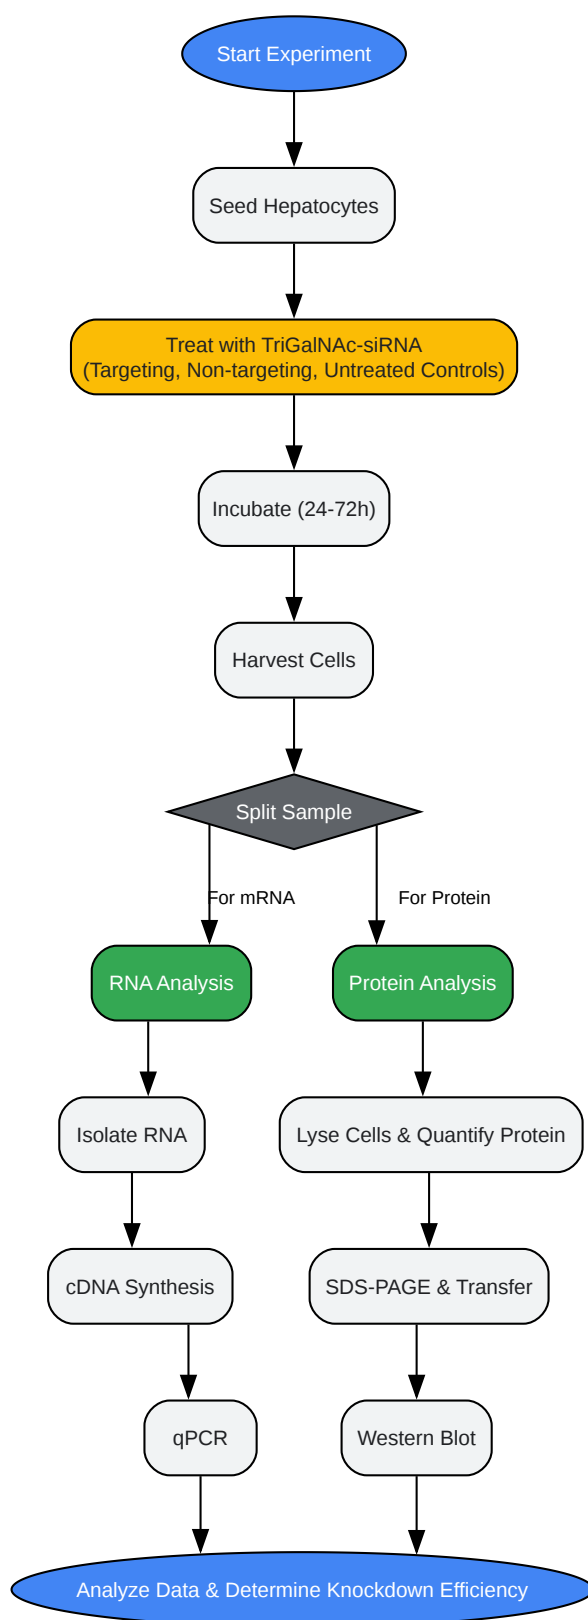 Start Experiment
Seed Hepatocytes
Treat with TriGalNAc-siRNA
(Targeting, Non-targeting, Untreated Controls)
Incubate (24-72h)
Harvest Cells
Split Sample
For mRNA
For Protein
RNA Analysis
Protein Analysis
Isolate RNA
Lyse Cells & Quantify Protein
cDNA Synthesis
SDS-PAGE & Transfer
qPCR
Western Blot
Analyze Data & Determine Knockdown Efficiency